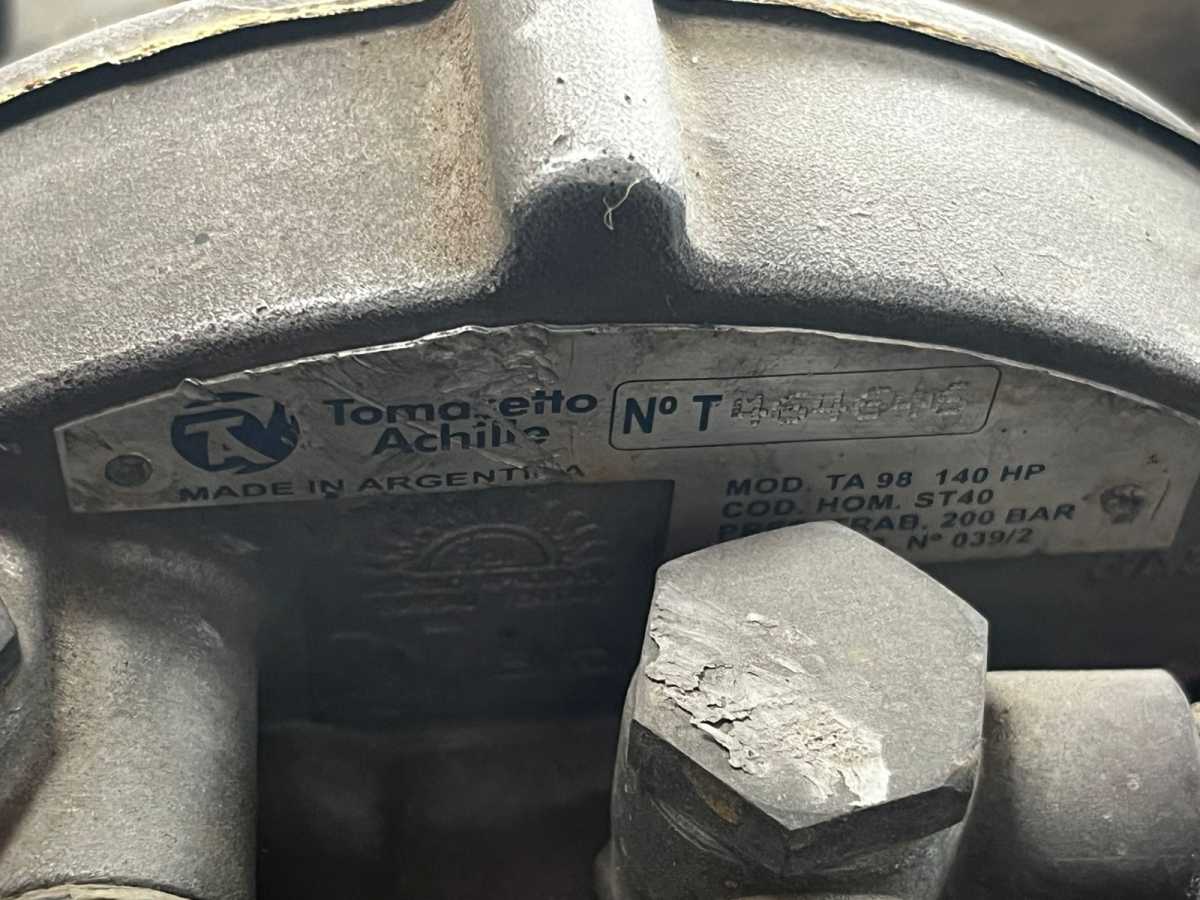 TA
Tomasetto
Achille
Nº T
MADE IN ARGENTINA
MOD. TA 98 140 HP
COD. HOM. ST40
200 BAR
Nº 039/2